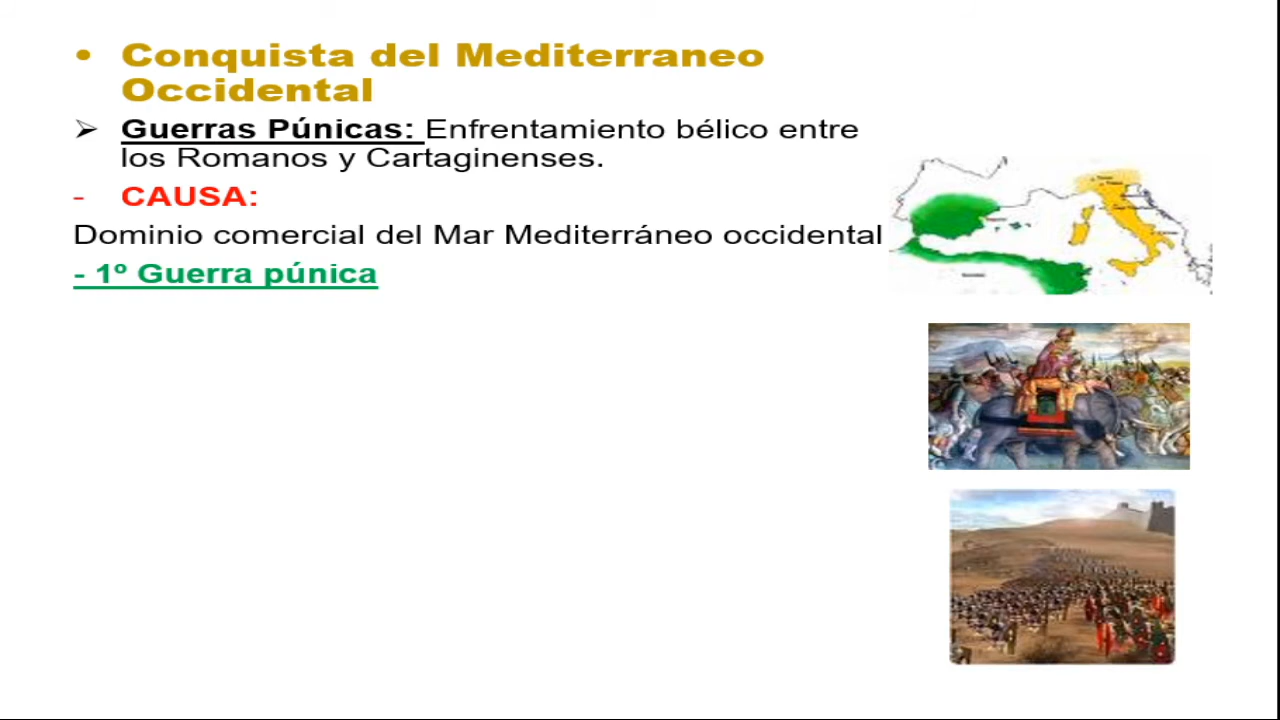 • Conquista del Mediterraneo
Occidental
➢ Guerras Púnicas: Enfrentamiento bélico entre
los Romanos y Cartaginenses.
- CAUSA:
Dominio comercial del Mar Mediterráneo occidental
- 1º Guerra púnica